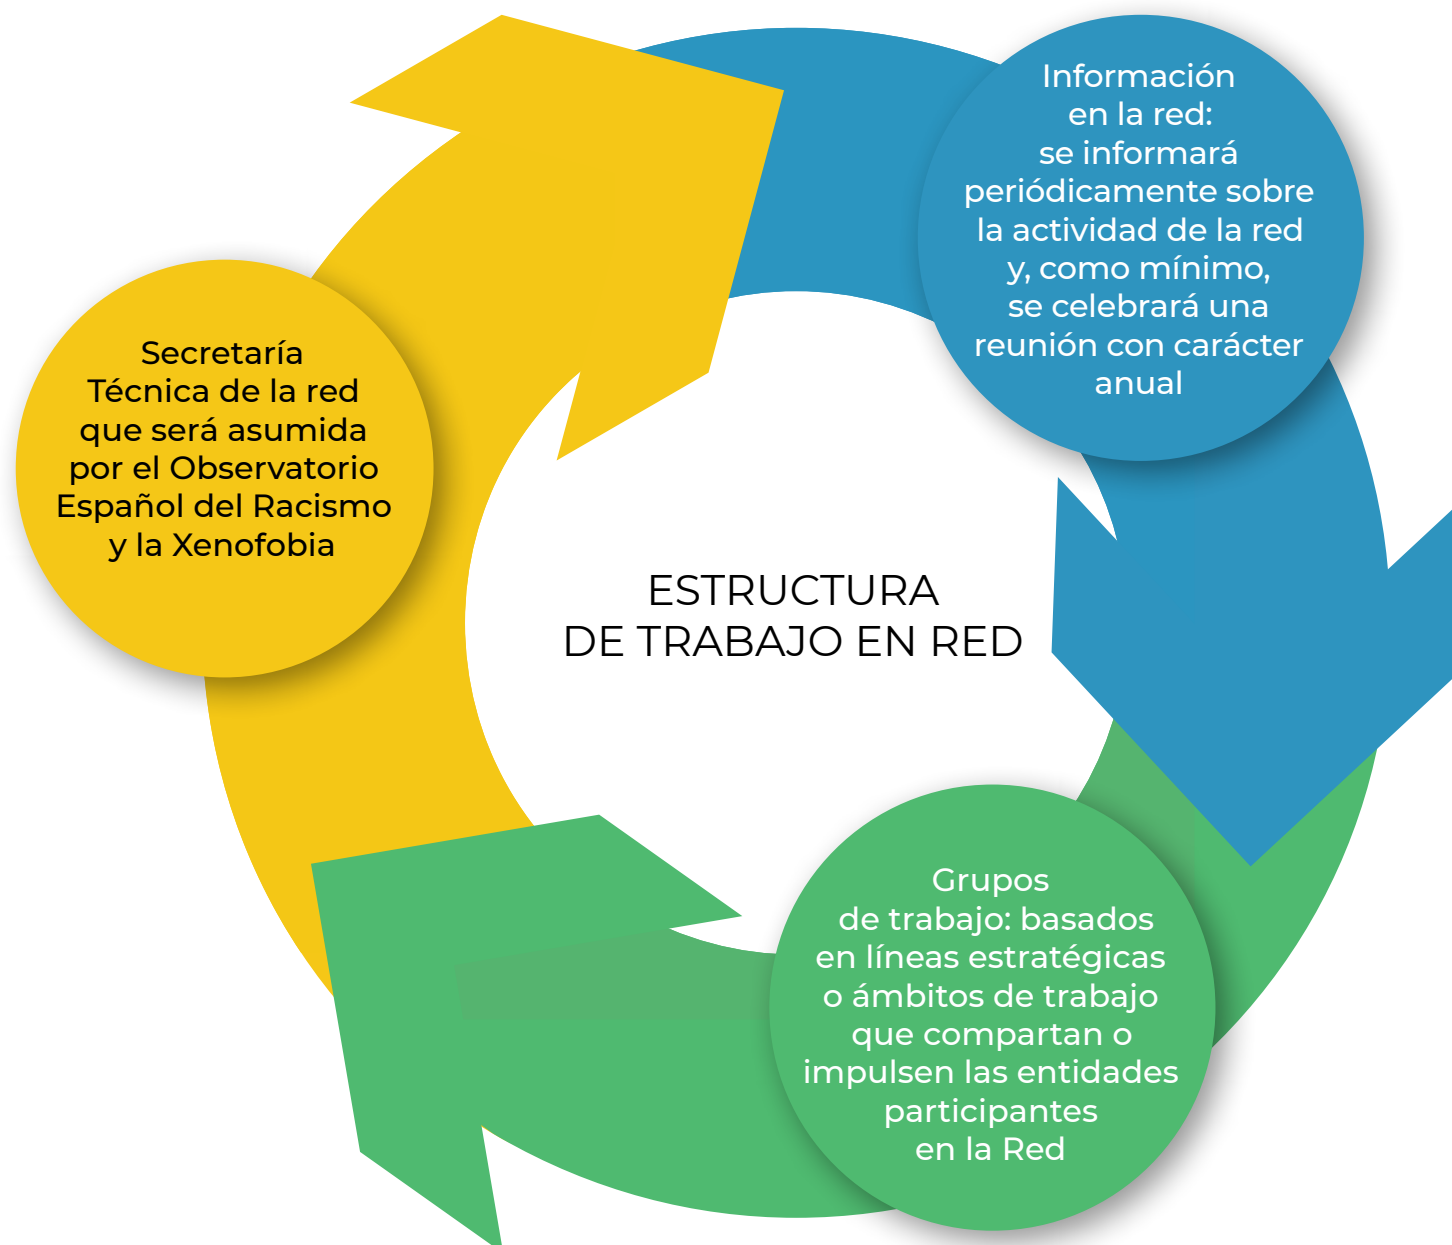 Información
en la red:
se informará
periódicamente sobre
la actividad de la red
y, como mínimo,
se celebrará una
reunión con carácter
anual
Secretaría
Técnica de la red
que será asumida
por el Observatorio
Español del Racismo
y la Xenofobia
ESTRUCTURA
DE TRABAJO EN RED
Grupos
de trabajo: basados
en líneas estratégicas
o ámbitos de trabajo
que compartan o
impulsen las entidades
participantes
en la Red